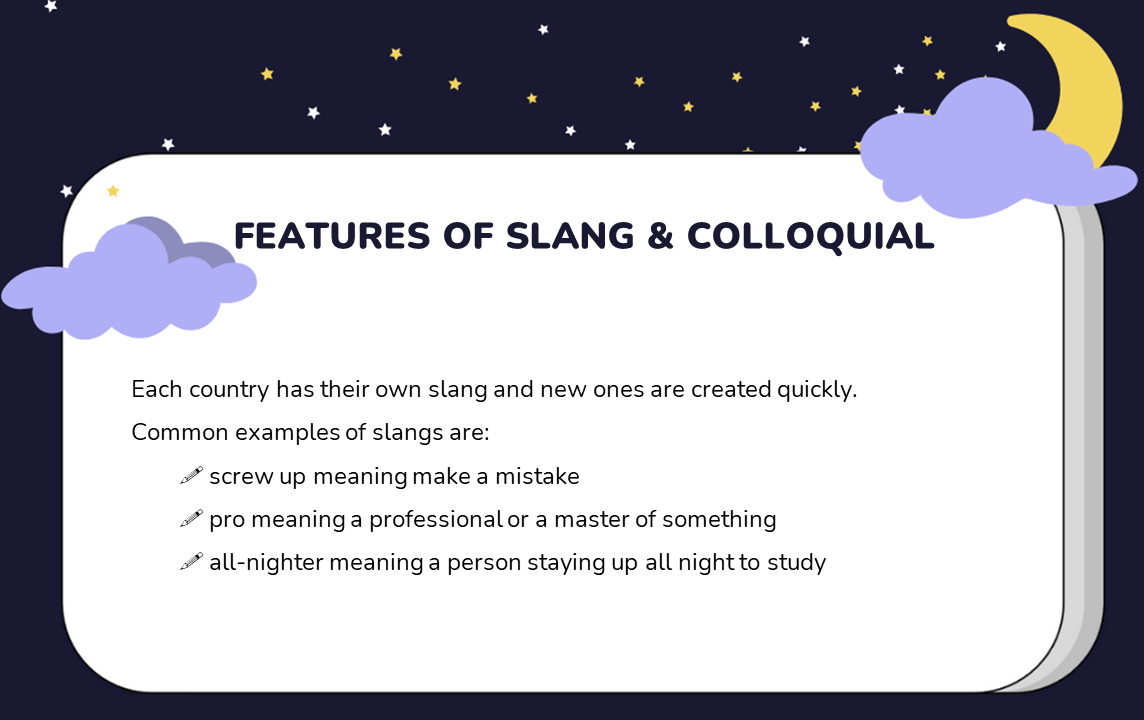 FEATURES OF SLANG & COLLOQUIAL
Each country has their own slang and new ones are created quickly.
Common examples of slangs are:
screw up meaning make a mistake
pro meaning a professional or a master of something
all-nighter meaning a person staying up all night to study